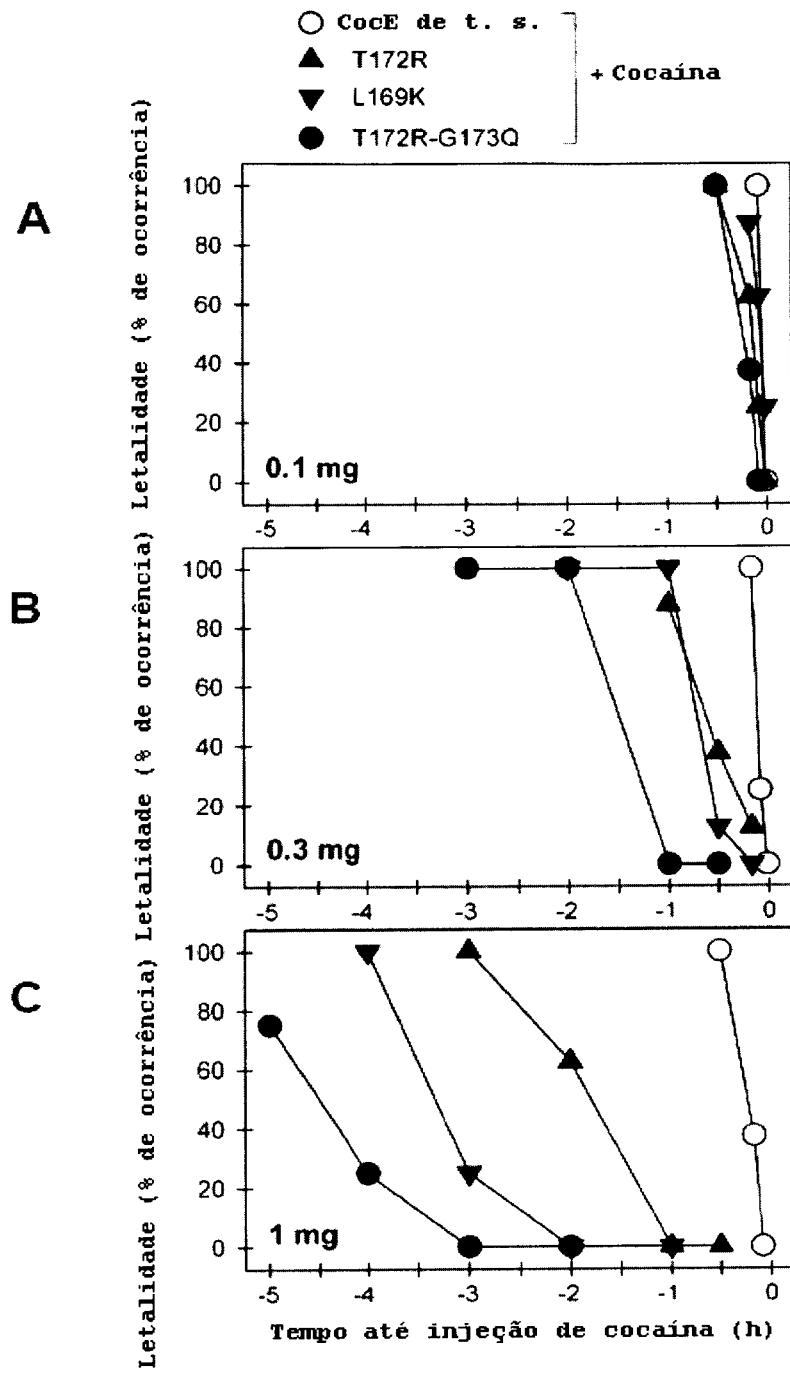 CocE de t. s.
T172R
L169K
T172R-G173Q
+ Cocaína
A
Letalidade (% de ocorrência)
100
80
60
40
20
0
0.1 mg
-5 -4 -3 -2 -1 0
B
Letalidade (% de ocorrência)
100
80
60
40
20
0
0.3 mg
-5 -4 -3 -2 -1 0
C
Letalidade (% de ocorrência)
100
80
60
40
20
0
1 mg
-5 -4 -3 -2 -1 0
Tempo até injeção de cocaína (h)